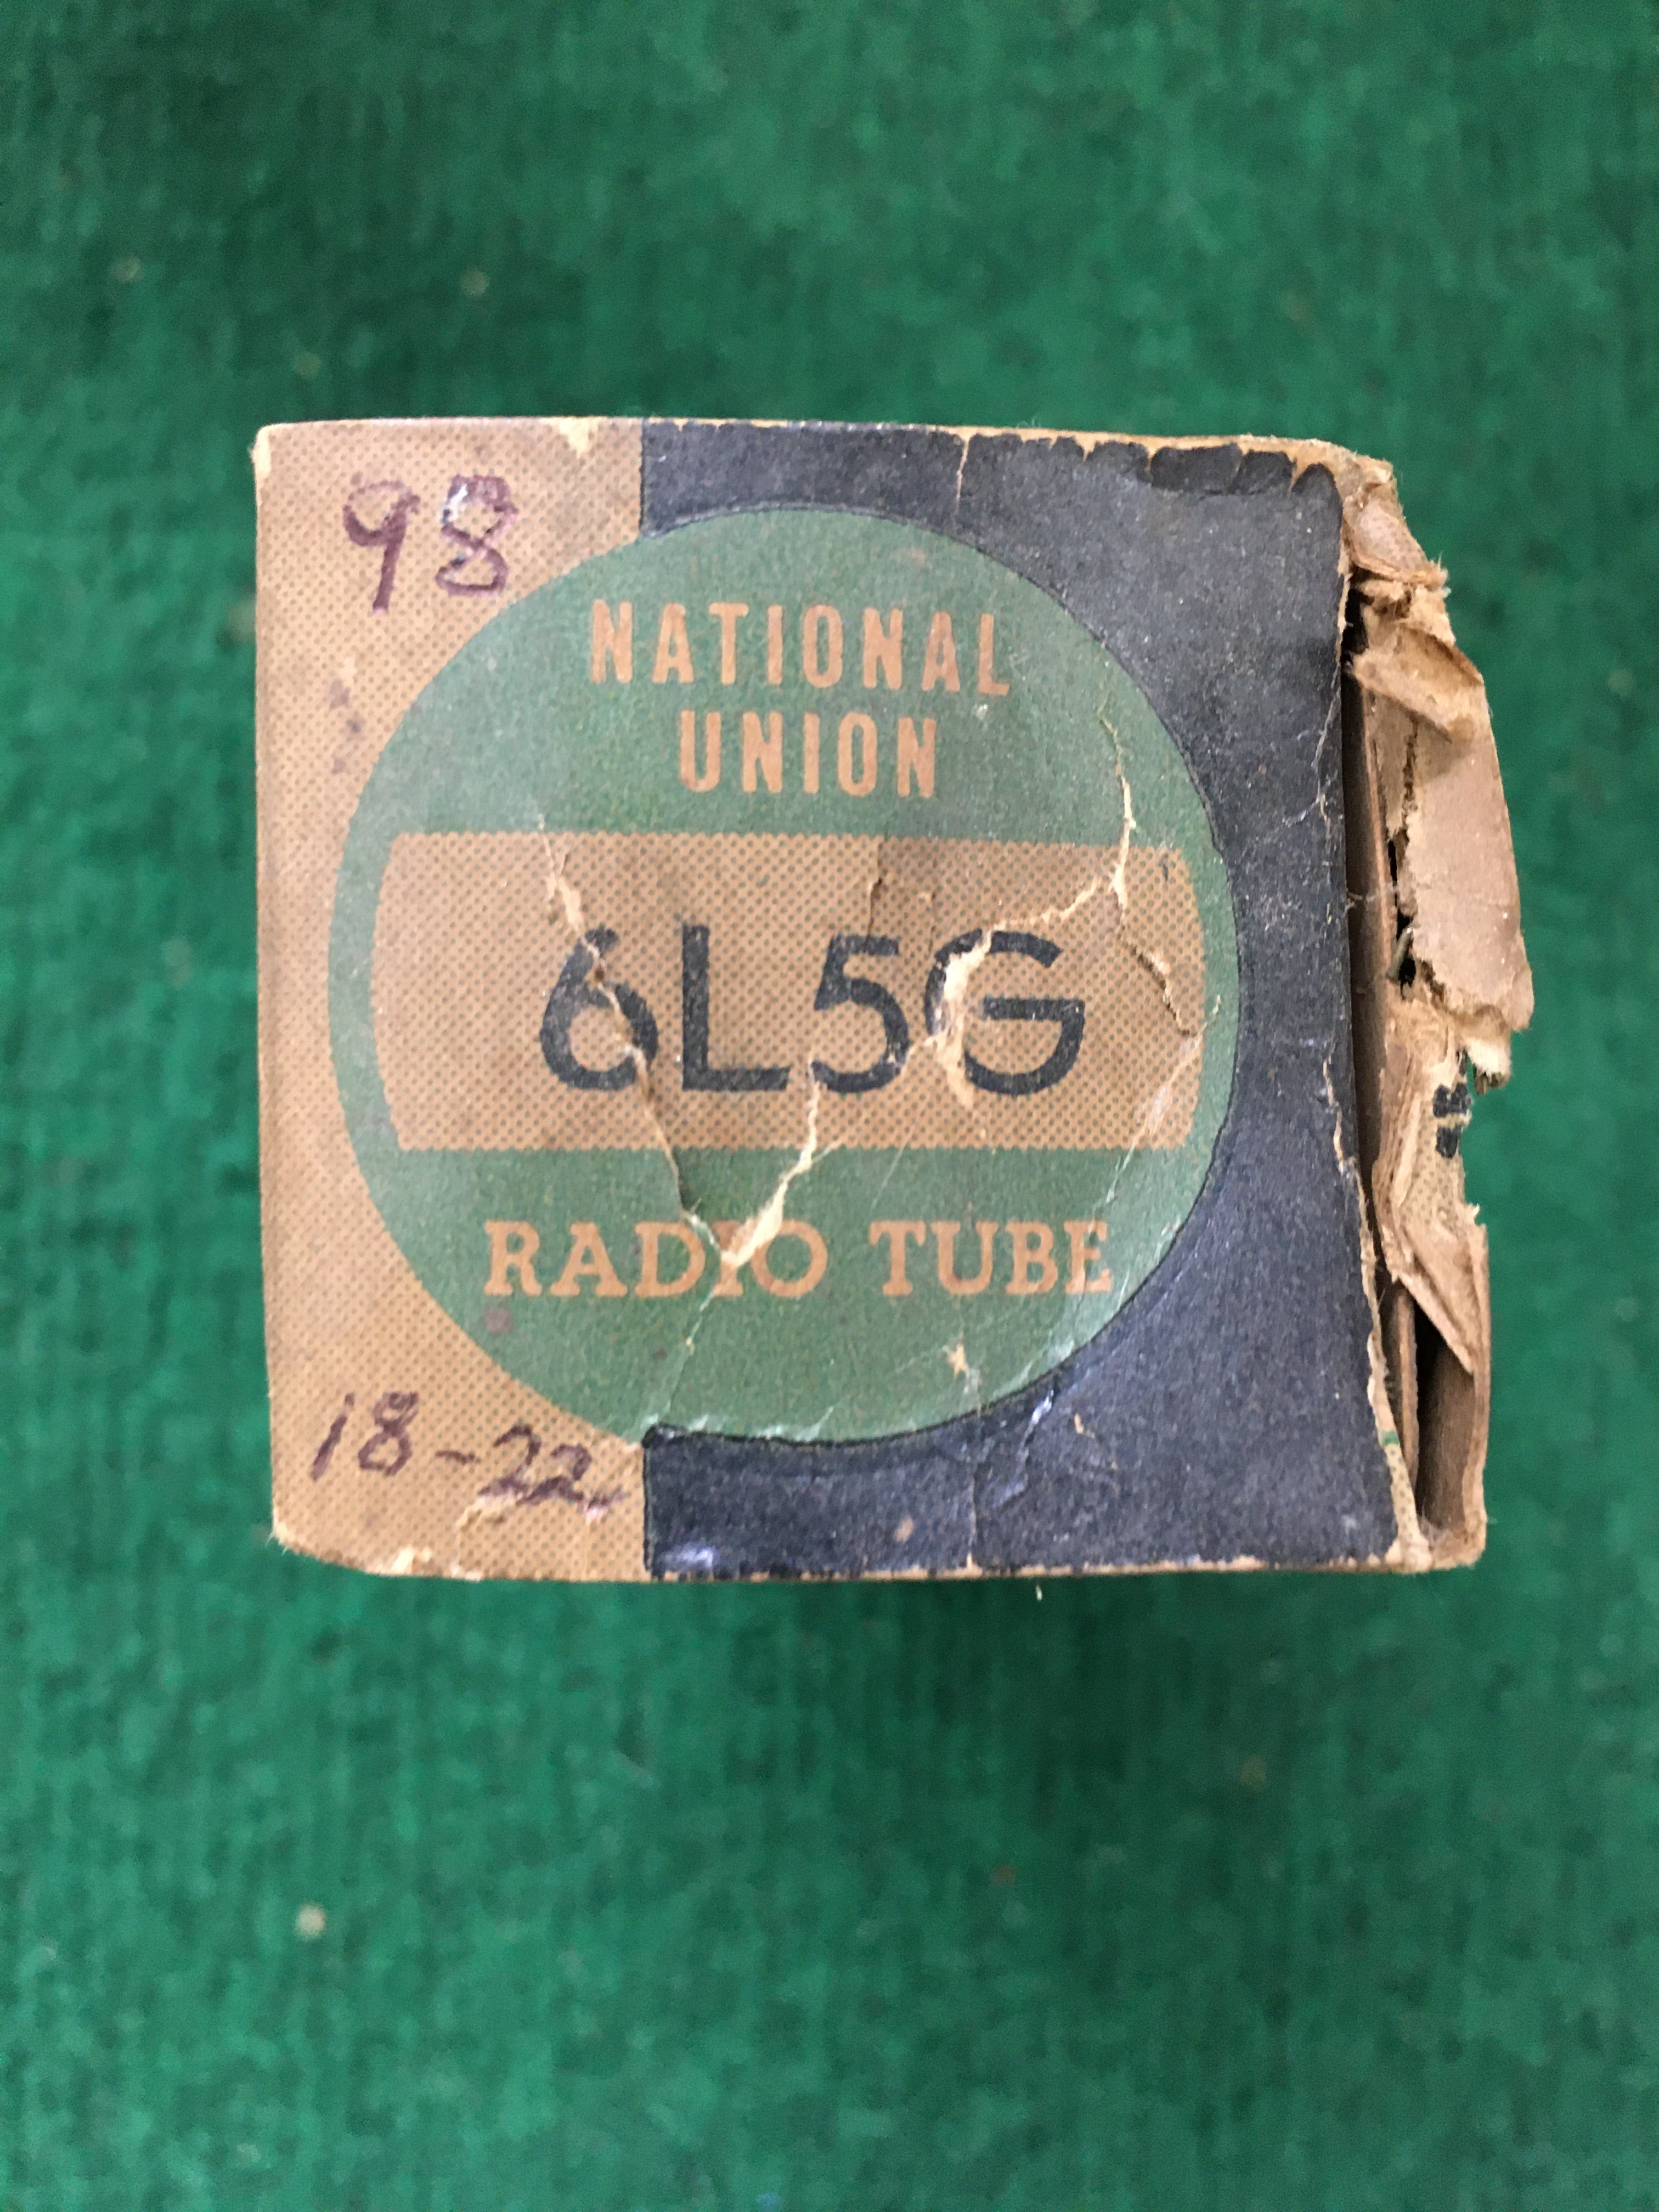 98
NATIONAL
UNION
6L5G
RADIO TUBE
18-22